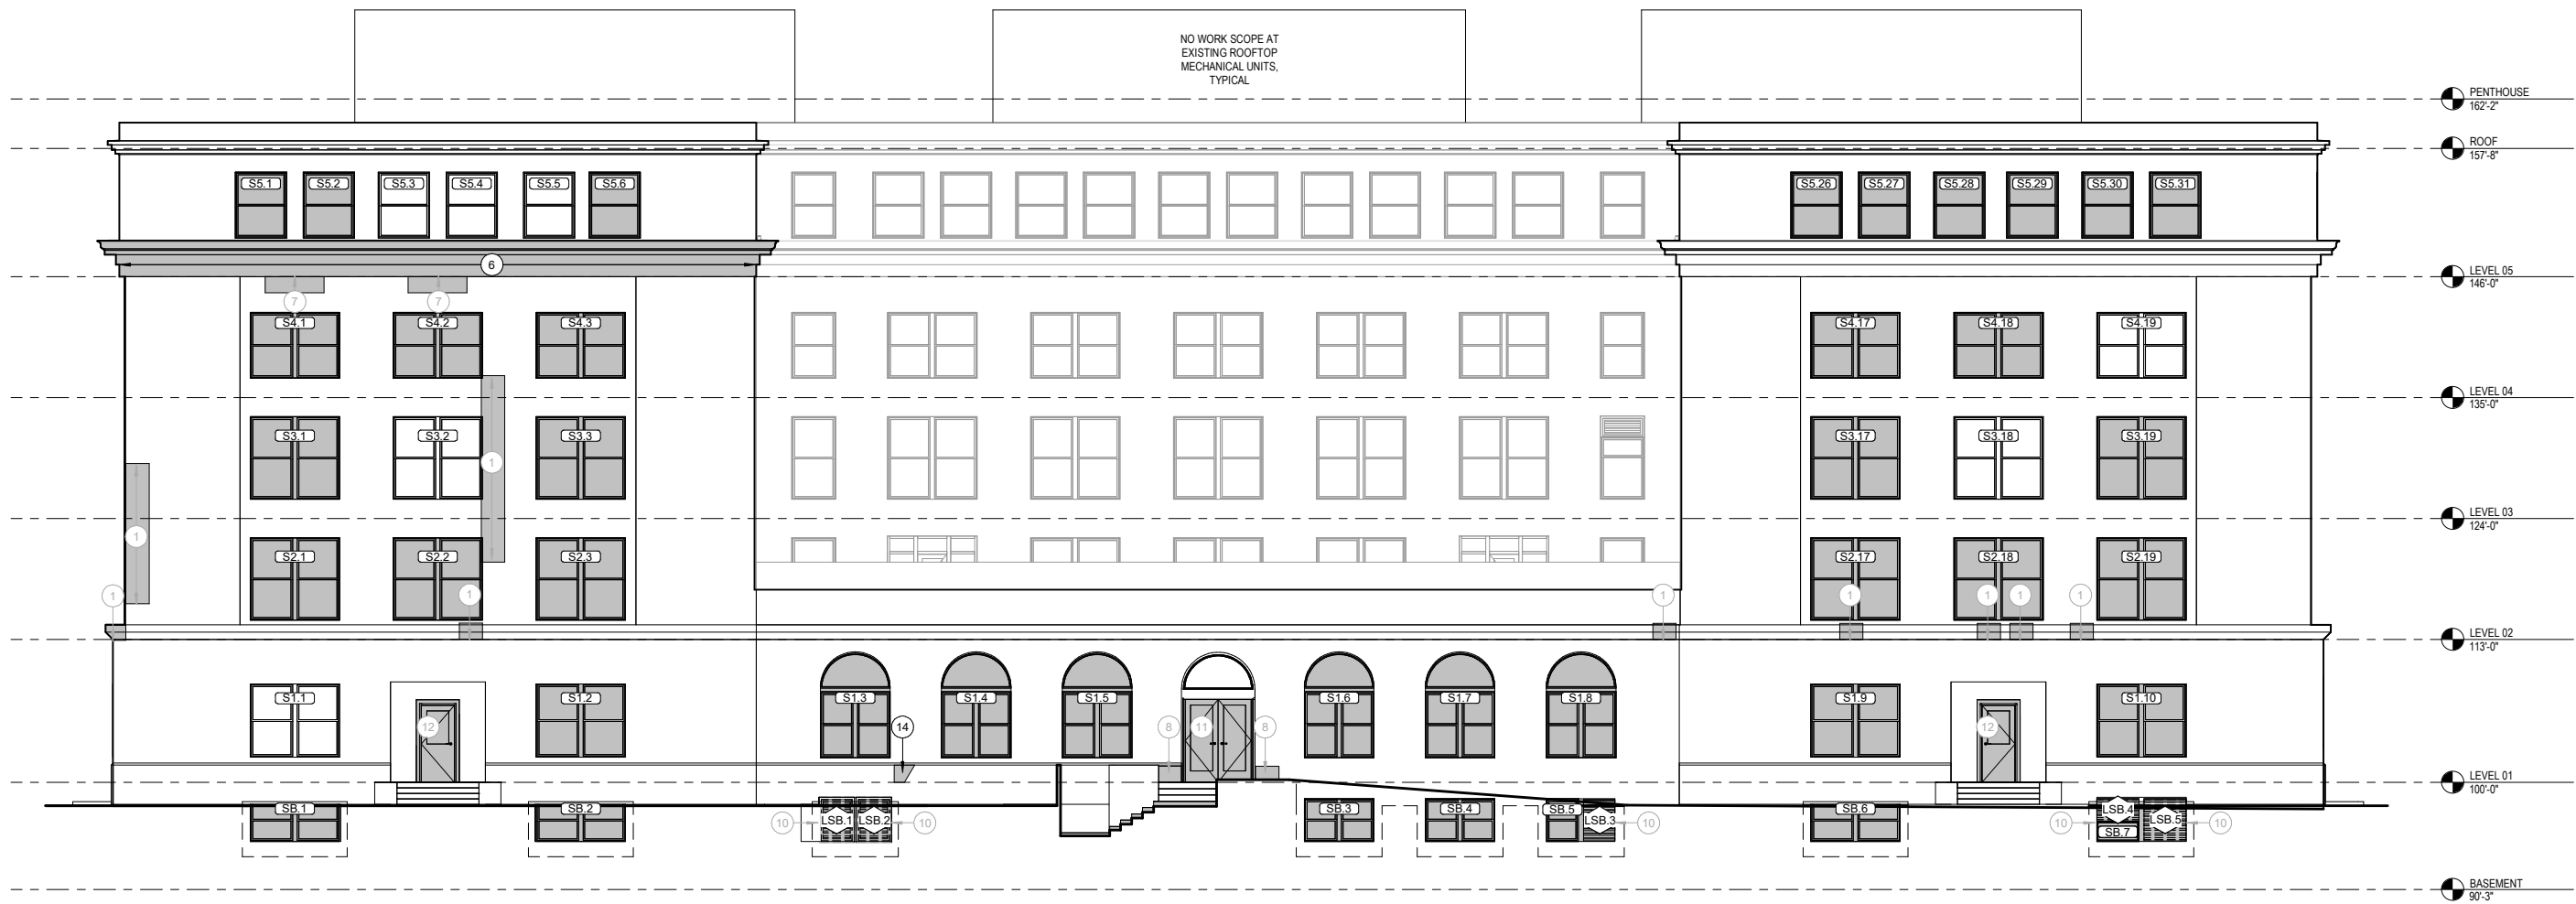 NO WORK SCOPE AT
EXISTING ROOFTOP
MECHANICAL UNITS,
TYPICAL
PENTHOUSE
162'-2"
ROOF
157'-8"
S5.1 S5.2 S5.3 S5.4 S5.5 S5.6 S5.26 S5.27 S5.28 S5.29 S5.30 S5.31
6
LEVEL 05
146'-0"
7 7
S4.1 S4.2 S4.3 S4.17 S4.18 S4.19
LEVEL 04
135'-0"
S3.1 S3.2 S3.3 S3.17 S3.18 S3.19
1
LEVEL 03
124'-0"
1
S2.1 S2.2 S2.3 S2.17 S2.18 S2.19
1 1 1 1 1 1 1
LEVEL 02
113'-0"
S1.1 S1.2 S1.3 S1.4 S1.5 S1.6 S1.7 S1.8 S1.9 S1.10
12 14 8 11 8 12
LEVEL 01
100'-0"
SB.1 SB.2 SB.3 SB.4 SB.5 SB.6 LSB.4
10 LSB.1 LSB.2 10 LSB.3 10 10 LSB.5 10
SB.7
BASEMENT
90'-3"